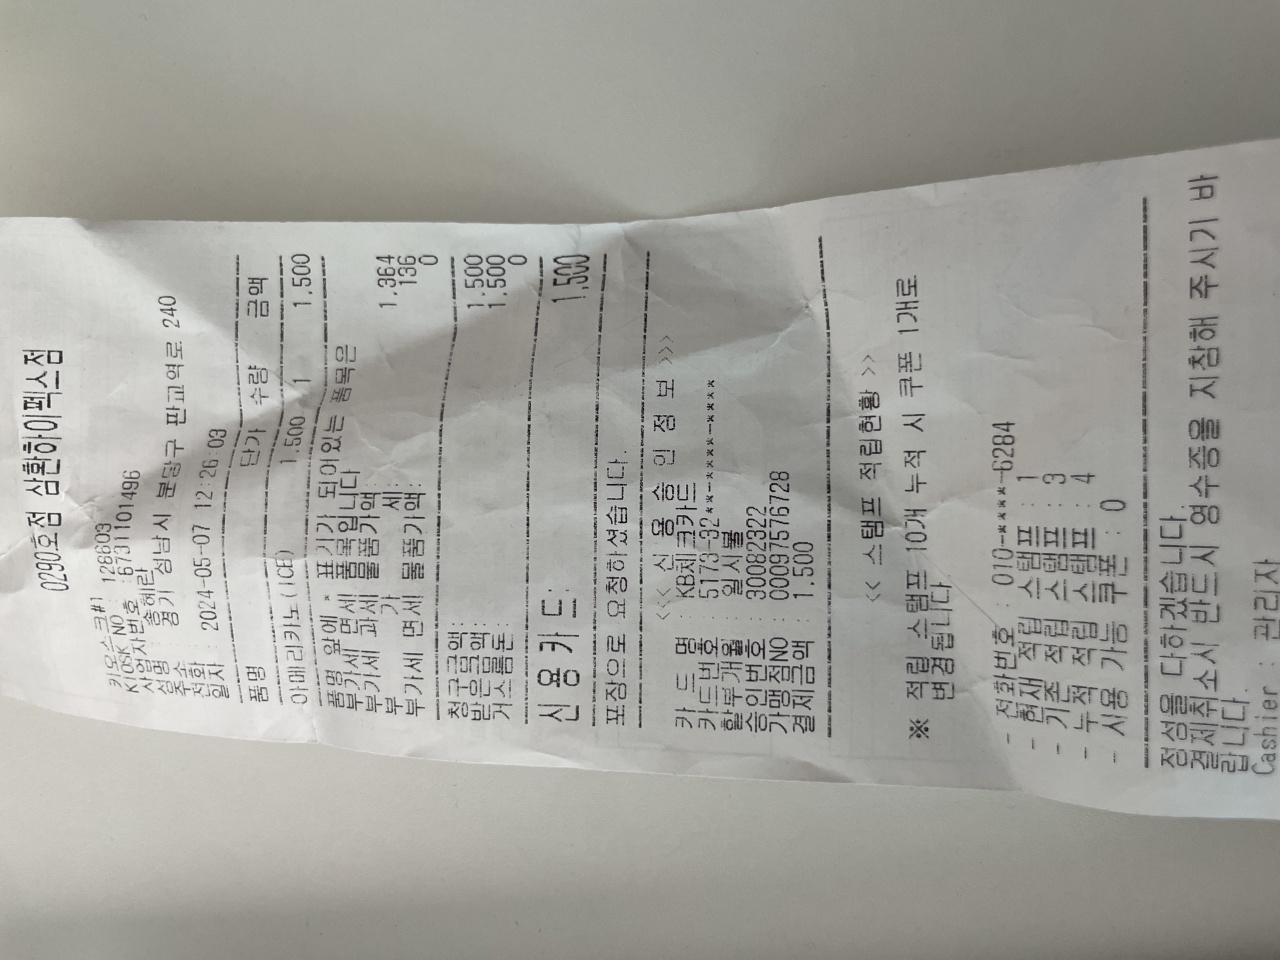 0290호점 삼환하이펙스점
키오스크#1 128603
KIOSK NO : 6731101496
사업자번호 :
성명 : 송혜란
주소 : 경기 성남시 분당구 판교역로 240
전화 :
일자 : 2024-05-07 12:26:03
품명 단가 수량 금액
아메리카노(ICE) 1,500 1 1,500
품명 앞에 * 표기가 되어있는 품목은
부가세 면세 품목입니다
부가세 과세 물품가액: 1,364
부 가 세: 136
부가세 면세 물품가액: 0
청구금액: 1,500
받은금액: 1,500
거스름돈: 0
신용카드: 1,500
포장으로 요청하셨습니다.
<<< 신 용 승 인 정 보 >>>
카 드 명 : KB체크카드
카드번호 : 5173-32**-****-****
할부개월 : 일시불
승인번호 : 30082322
가맹점NO : 00097576728
결제금액 : 1,500
<< 스탬프 적립현황 >>
※ 적립 스탬프 10개 누적 시 쿠폰 1개로
변경됩니다.
- 전화번호 : 010-****-6284
- 현재 적립 스탬프 : 1
- 기존 적립 스탬프 : 3
- 누적 적립 스탬프 : 4
- 사용 가능 쿠폰 : 0
정성을 다하겠습니다.
결제취소시 반드시 영수증을 지참해 주시기 바
랍니다.
Cashier : 관리자